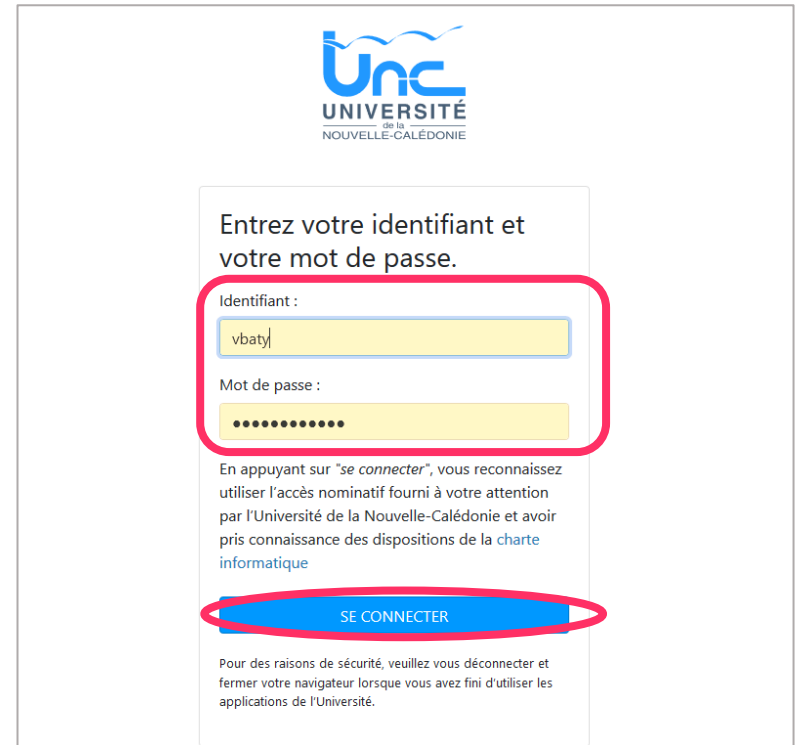 Unc
UNIVERSITÉ
de la
NOUVELLE-CALÉDONIE
Entrez votre identifiant et
votre mot de passe.
Identifiant :
vbaty
Mot de passe :
●●●●●●●●●●●●
En appuyant sur "se connecter", vous reconnaissez
utiliser l'accès nominatif fourni à votre attention
par l'Université de la Nouvelle-Calédonie et avoir
pris connaissance des dispositions de la charte
informatique
SE CONNECTER
Pour des raisons de sécurité, veuillez vous déconnecter et
fermer votre navigateur lorsque vous avez fini d'utiliser les
applications de l'Université.